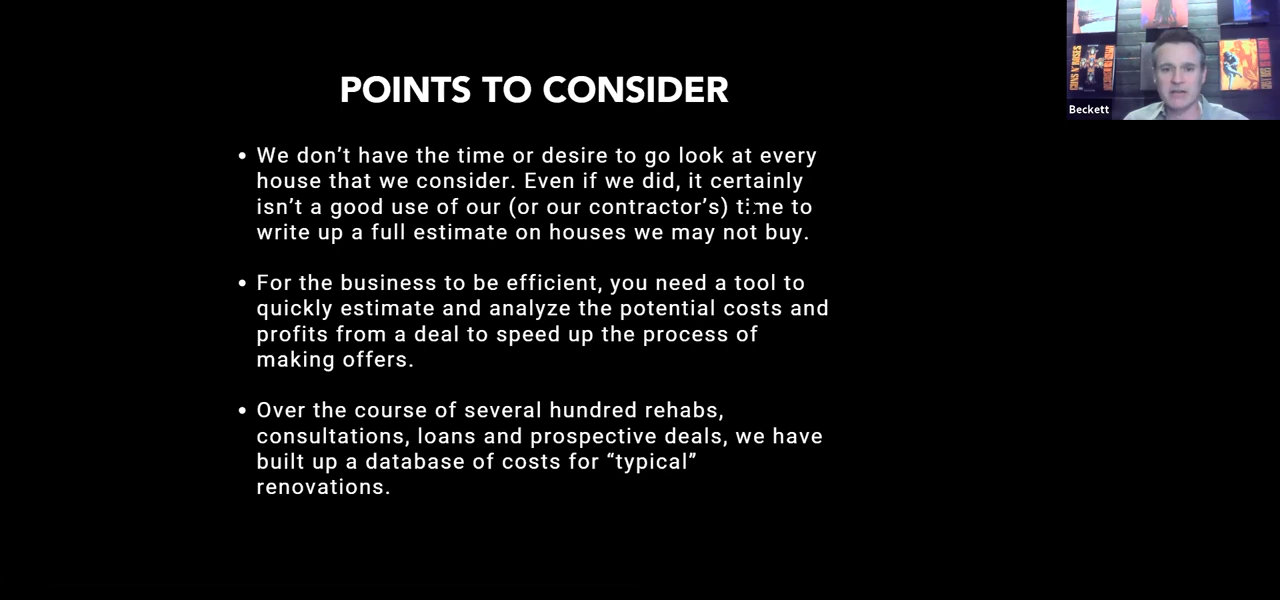 POINTS TO CONSIDER
• We don’t have the time or desire to go look at every
house that we consider. Even if we did, it certainly
isn’t a good use of our (or our contractor’s) time to
write up a full estimate on houses we may not buy.
• For the business to be efficient, you need a tool to
quickly estimate and analyze the potential costs and
profits from a deal to speed up the process of
making offers.
• Over the course of several hundred rehabs,
consultations, loans and prospective deals, we have
built up a database of costs for “typical”
renovations.
GUNS N' ROSES
Beckett